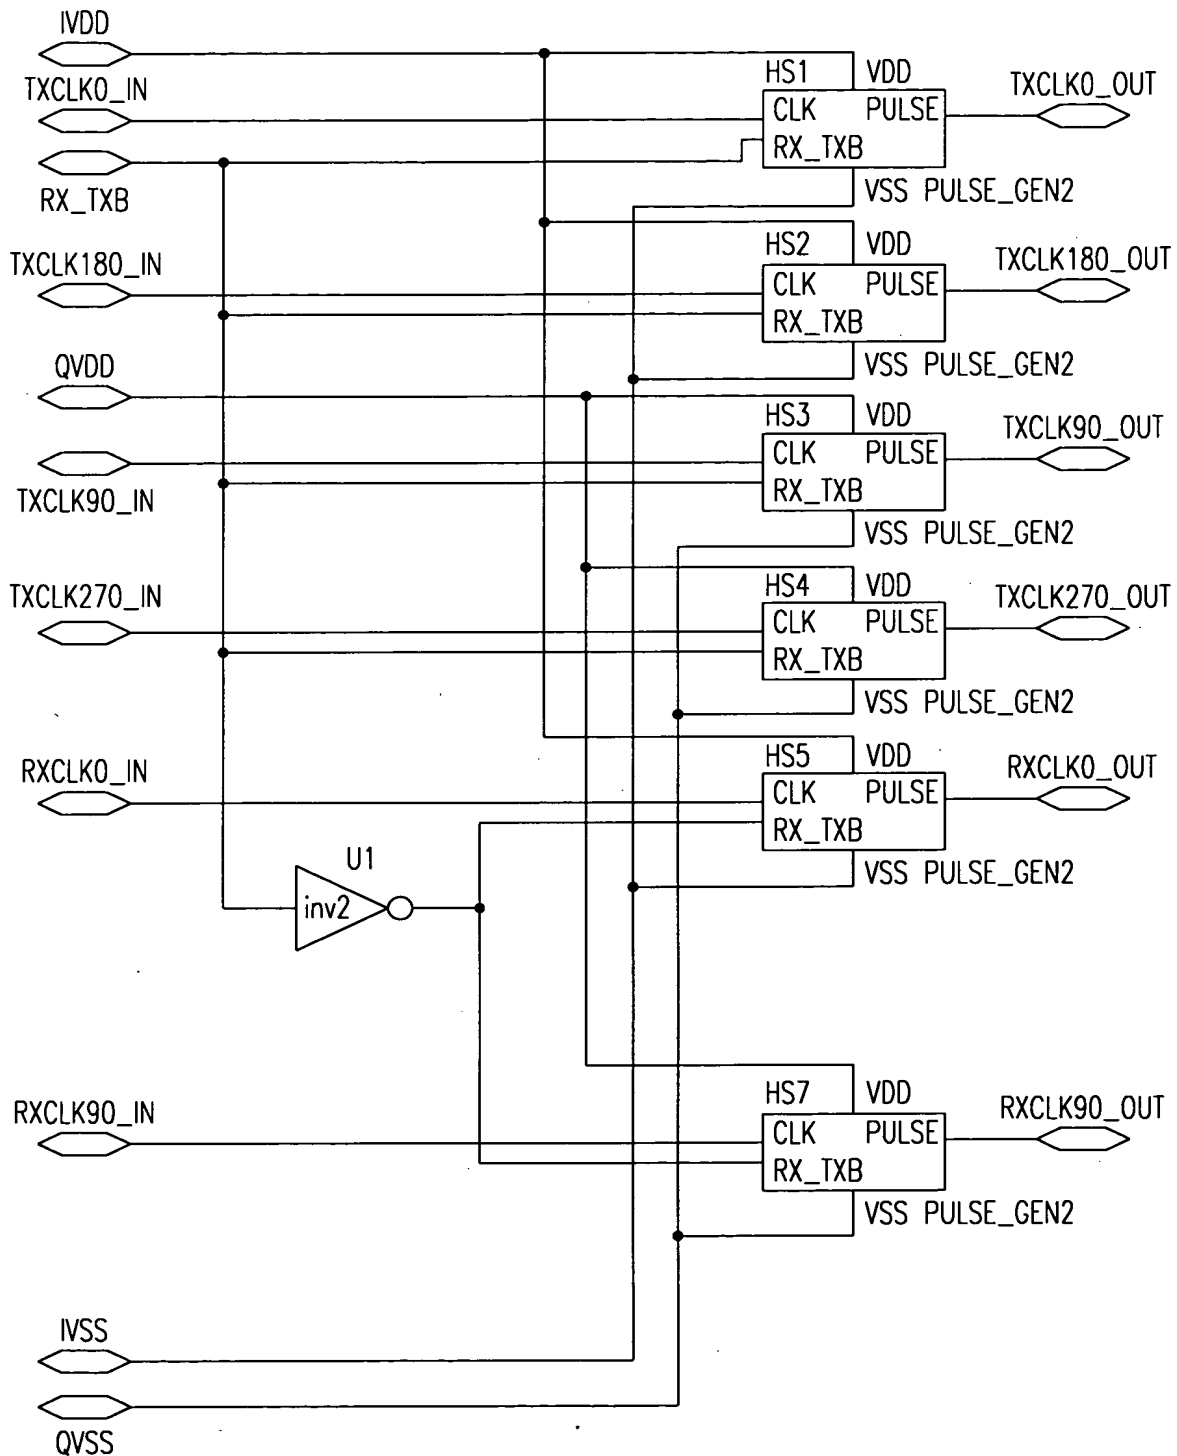 IVDD
TXCLK0_IN
RX_TXB
HS1 VDD
CLK PULSE
RX_TXB
VSS PULSE_GEN2
TXCLK0_OUT
TXCLK180_IN
HS2 VDD
CLK PULSE
RX_TXB
VSS PULSE_GEN2
TXCLK180_OUT
QVDD
TXCLK90_IN
HS3 VDD
CLK PULSE
RX_TXB
VSS PULSE_GEN2
TXCLK90_OUT
TXCLK270_IN
HS4 VDD
CLK PULSE
RX_TXB
VSS PULSE_GEN2
TXCLK270_OUT
RXCLK0_IN
HS5 VDD
CLK PULSE
RX_TXB
VSS PULSE_GEN2
RXCLK0_OUT
U1
inv2
RXCLK90_IN
HS7 VDD
CLK PULSE
RX_TXB
VSS PULSE_GEN2
RXCLK90_OUT
IVSS
QVSS